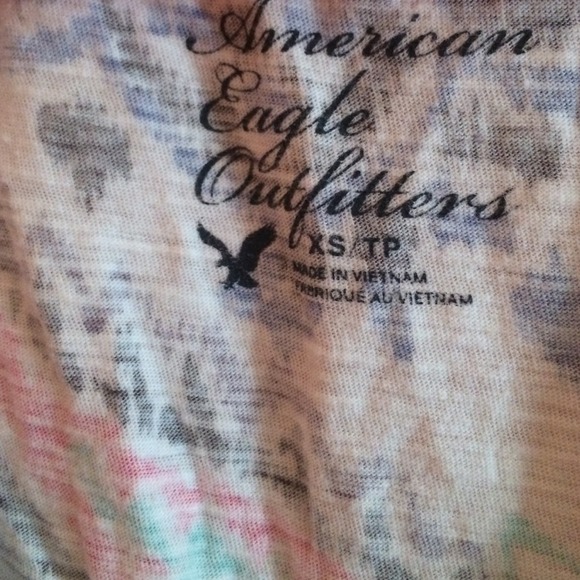 American
Eagle
Outfitters
XS/TP
MADE IN VIETNAM
FABRIQUE AU VIETNAM